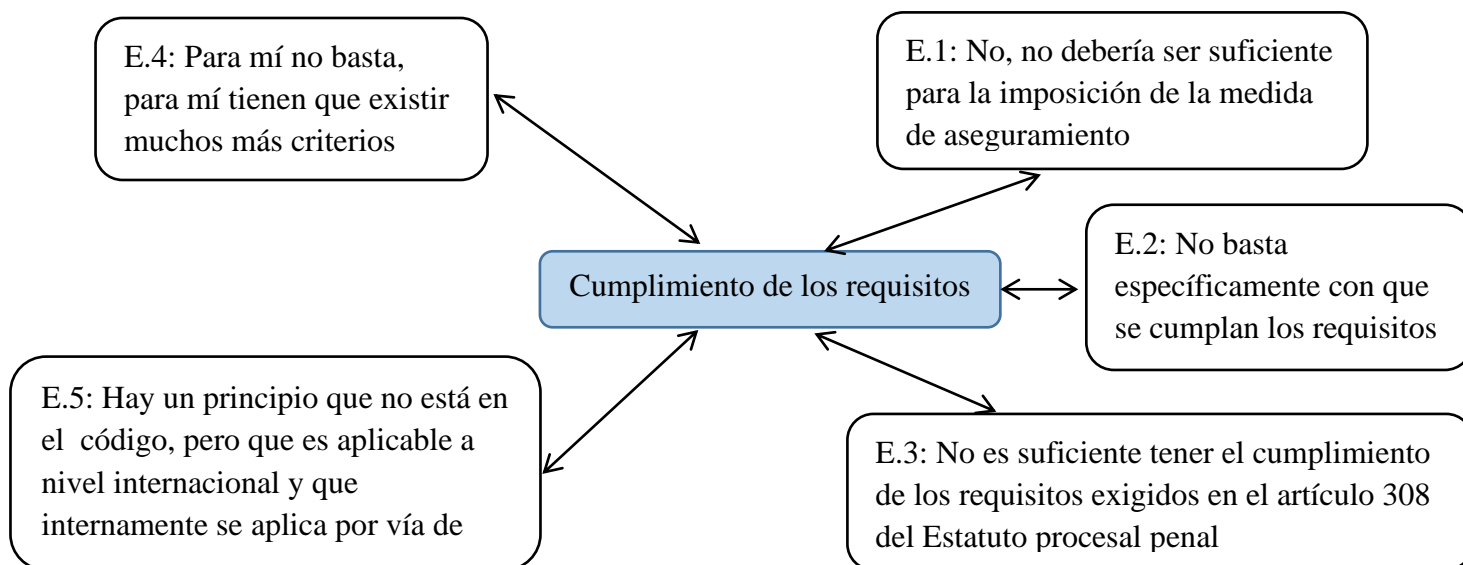 E.4: Para mí no basta,
para mí tienen que existir
muchos más criterios
E.1: No, no debería ser suficiente
para la imposición de la medida
de aseguramiento
Cumplimiento de los requisitos
E.2: No basta
específicamente con que
se cumplan los requisitos
E.5: Hay un principio que no está en
el código, pero que es aplicable a
nivel internacional y que
internamente se aplica por vía de
E.3: No es suficiente tener el cumplimiento
de los requisitos exigidos en el artículo 308
del Estatuto procesal penal